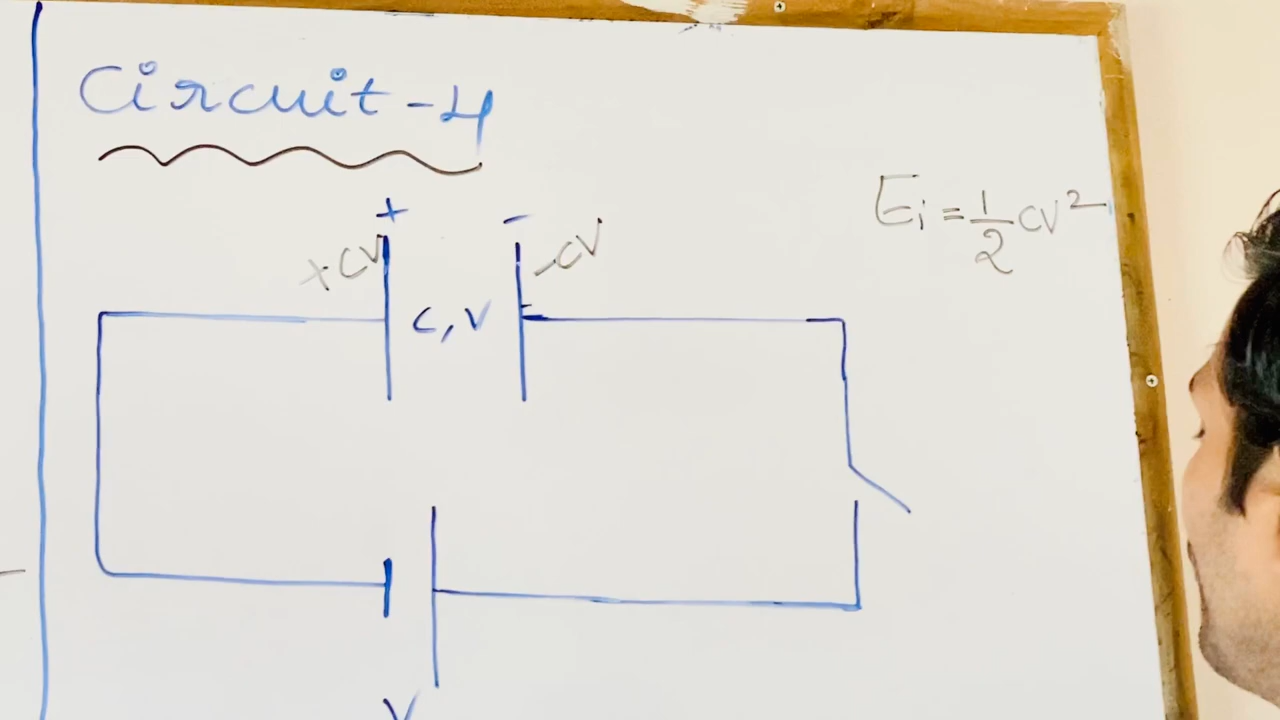 Circuit-4
+ -
+CV -CV
C, V
Ei = 1/2 CV²
V